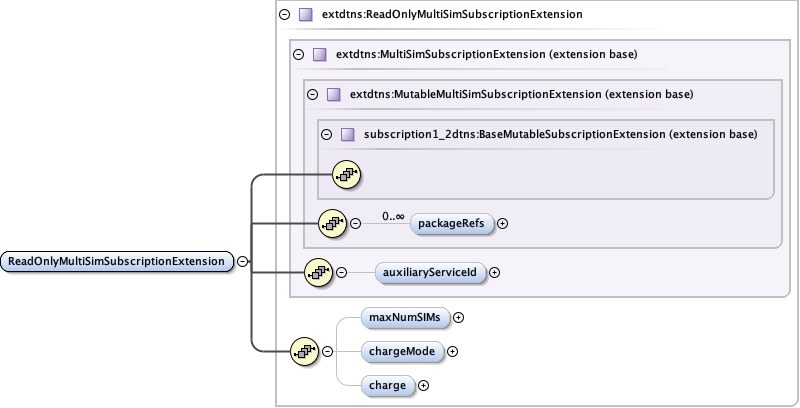 extdtns:ReadOnlyMultiSimSubscriptionExtension
extdtns:MultiSimSubscriptionExtension (extension base)
extdtns:MutableMultiSimSubscriptionExtension (extension base)
subscription1_2dtns:BaseMutableSubscriptionExtension (extension base)
0..∞
packageRefs
ReadOnlyMultiSimSubscriptionExtension
auxiliaryServiceId
maxNumSIMs
chargeMode
charge